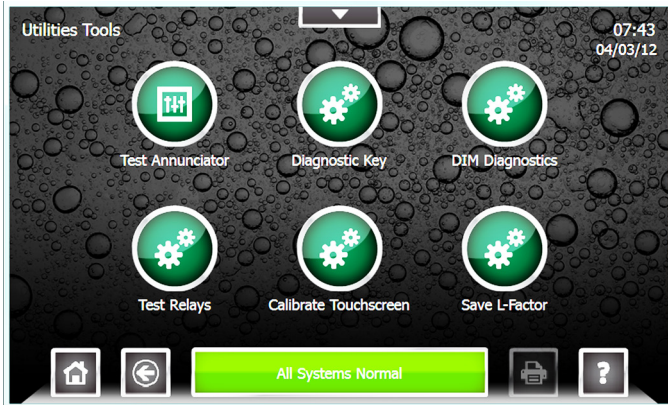 Utilities Tools
07:43
04/03/12
Test Annunciator
Diagnostic Key
DIM Diagnostics
Test Relays
Calibrate Touchscreen
Save L-Factor
All Systems Normal
?